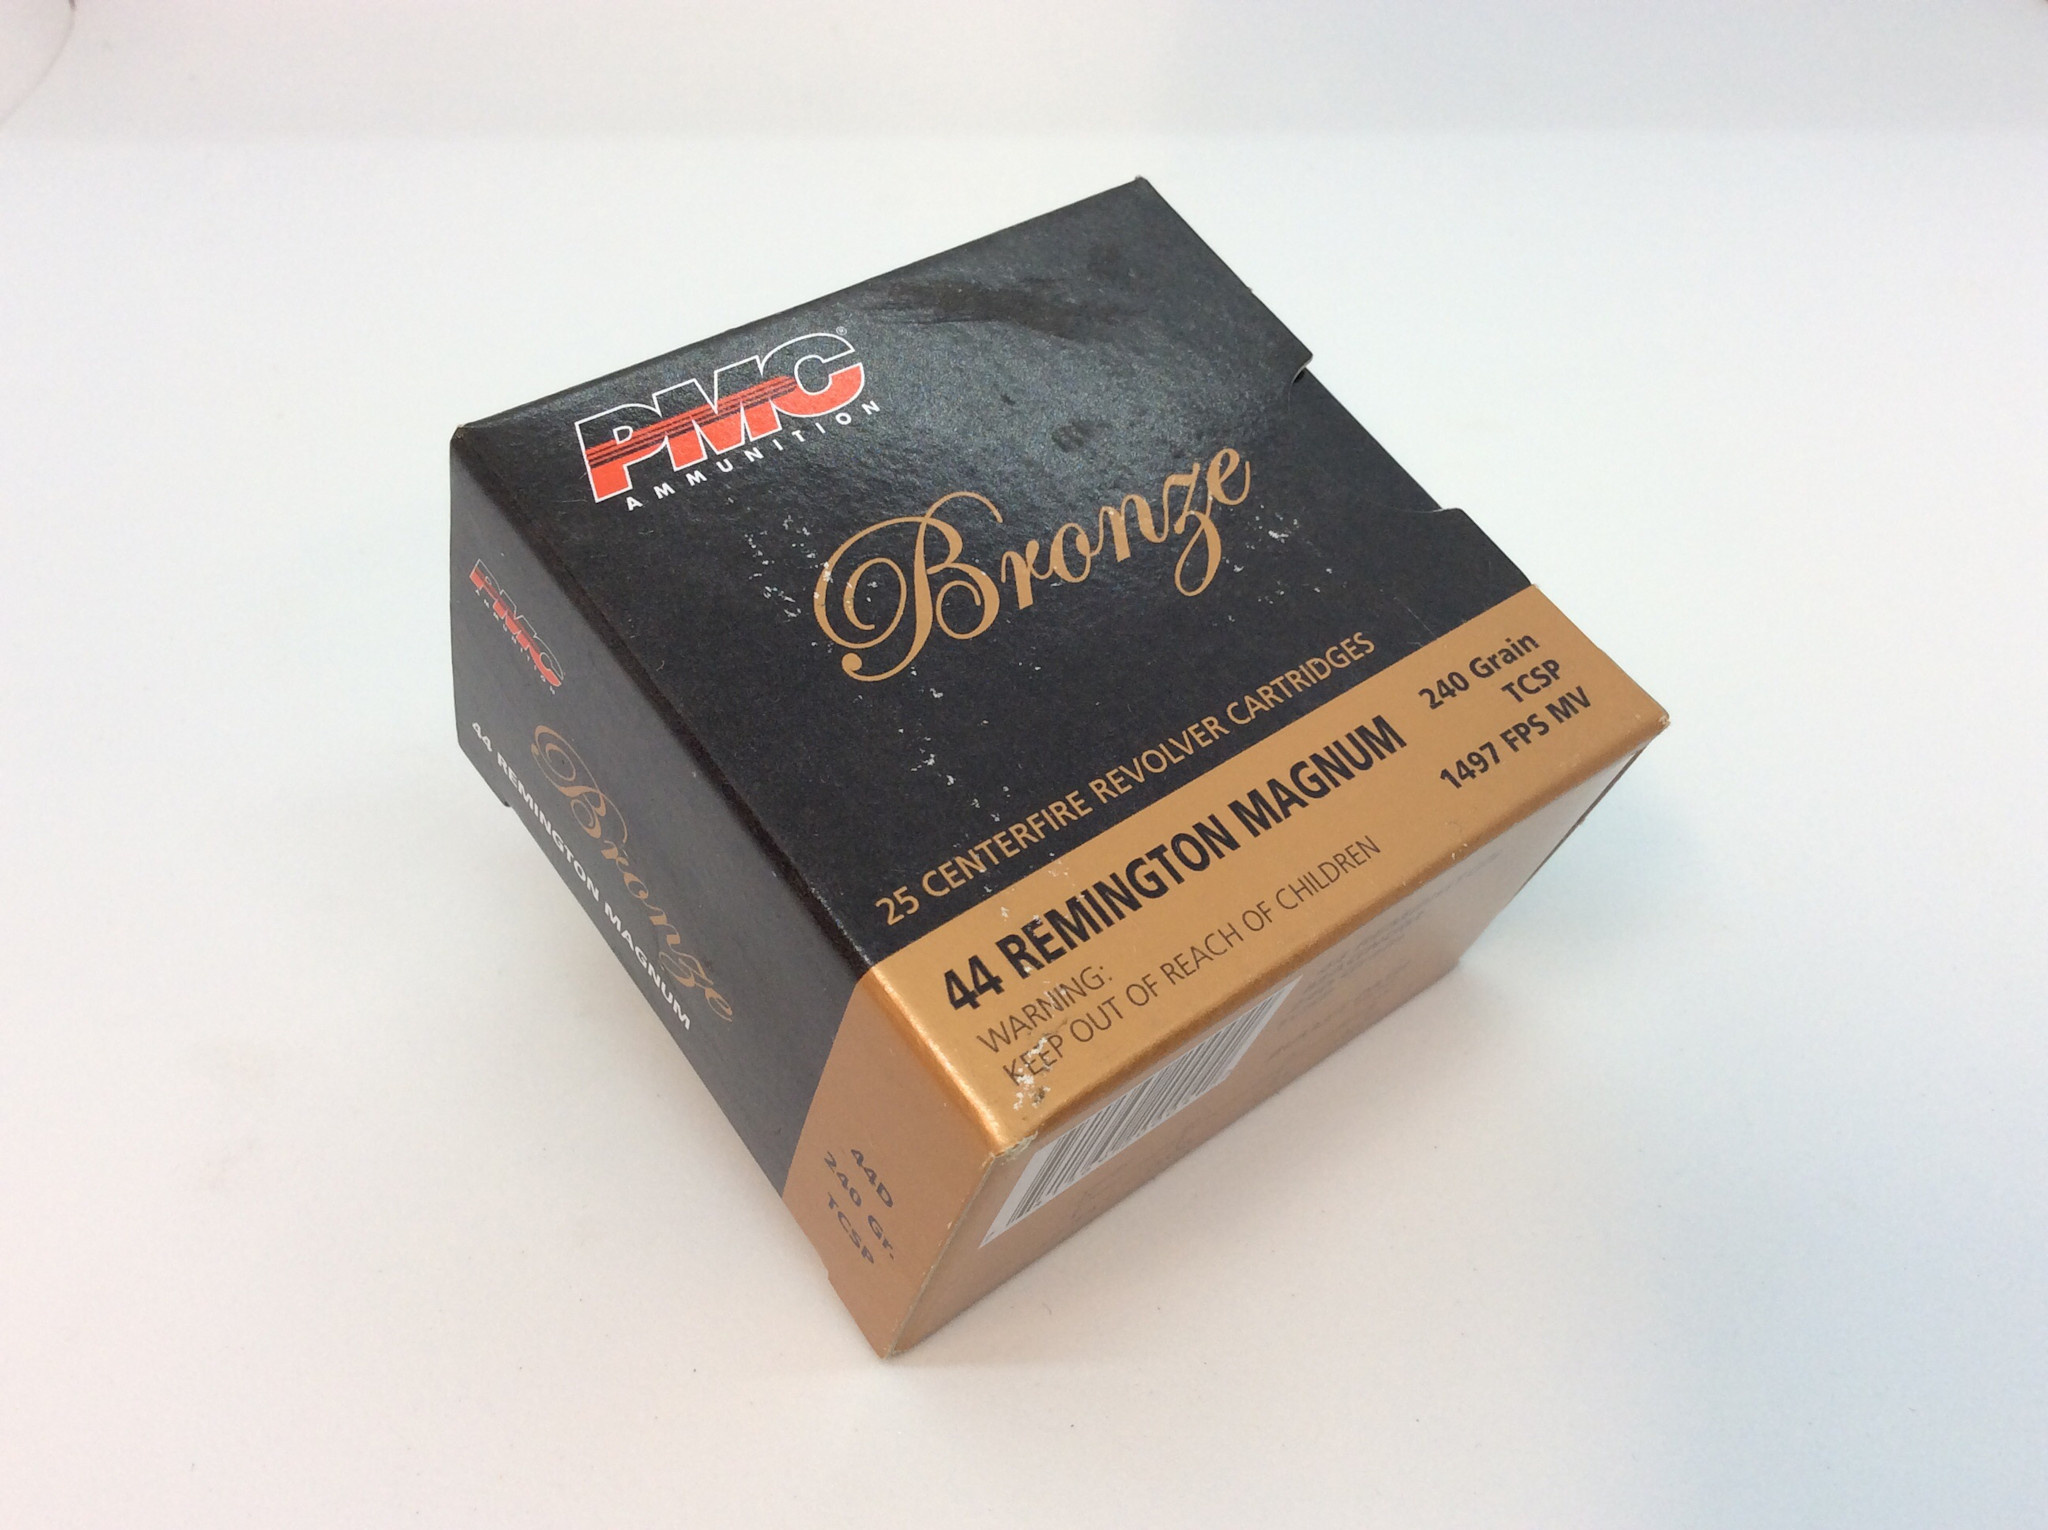 PMC®
AMMUNITION
Bronze
25 CENTERFIRE REVOLVER CARTRIDGES
44 REMINGTON MAGNUM
240 Grain
TCSP
1497 FPS MV
WARNING:
KEEP OUT OF REACH OF CHILDREN
PMC
AMMUNITION
Bronze
44 REMINGTON MAGNUM
44D
240 Gr.
TCSP